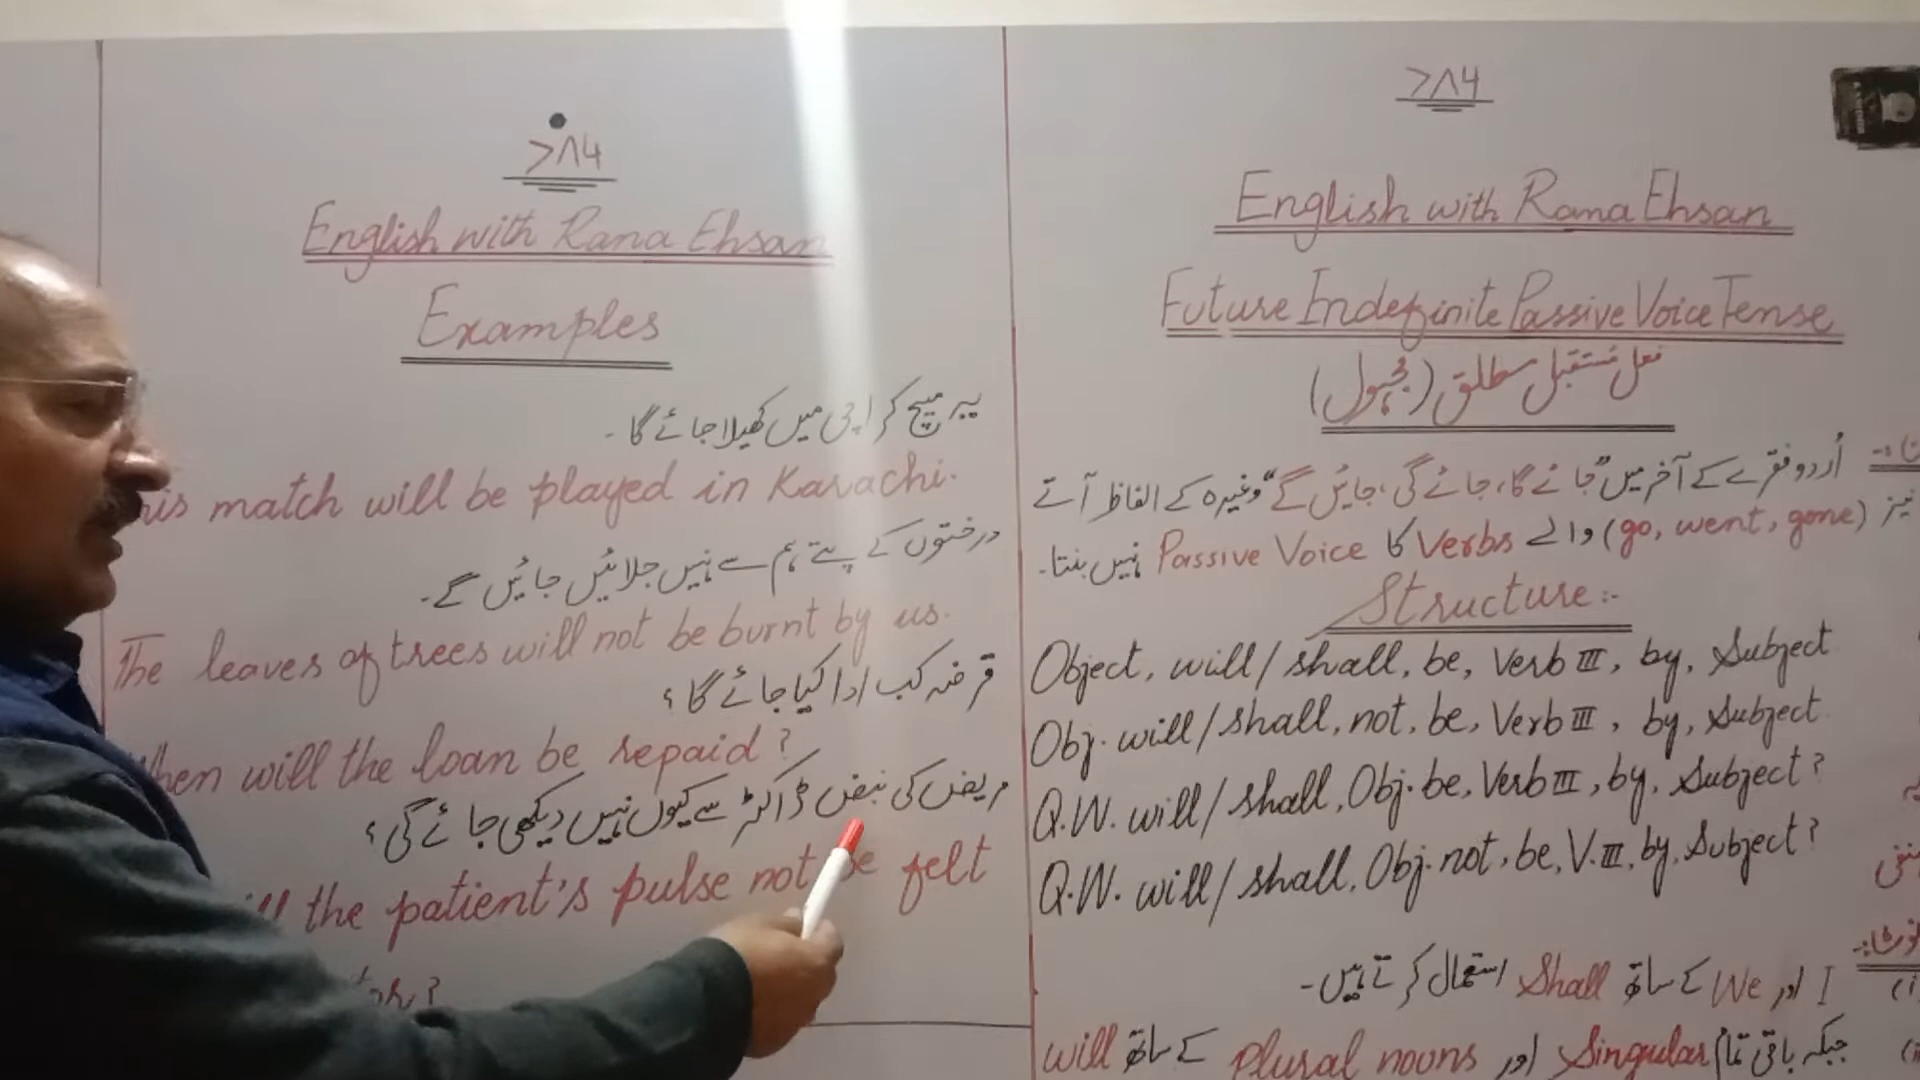 786
English with Rana Ehsan
Examples
یہ میچ کراچی میں کھیلا جائے گا۔
his match will be played in Karachi.
درختوں کے پتے ہم سے نہیں جلائیں جائیں گے۔
The leaves of trees will not be burnt by us.
قرضہ کب ادا کیا جائے گا؟
When will the loan be repaid?
مریض کی نبض ڈاکٹر سے کیوں نہیں دیکھی جائے گی؟
the patient's pulse not be felt
786
English with Rana Ehsan
Future Indefinite Passive Voice Tense
فعل مستقبل مطلق (مجہول)
اُردو فقرے کے آخر میں "جائے گا، جائے گی، جائیں گے" وغیرہ کے الفاظ آتے
نیز (go, went, gone) والے Verbs کا Passive Voice نہیں بنتا۔
Structure:-
Object, will/shall, be, Verb III, by, Subject
Obj. will/shall, not, be, Verb III, by, Subject
Q.W. will/shall, Obj. be, Verb III, by, Subject?
Q.W. will/shall, Obj. not, be, V.III, by, Subject?
I اور We کے ساتھ Shall استعمال کرتے ہیں۔
جبکہ باقی تمام Singular اور plural nouns کے ساتھ will